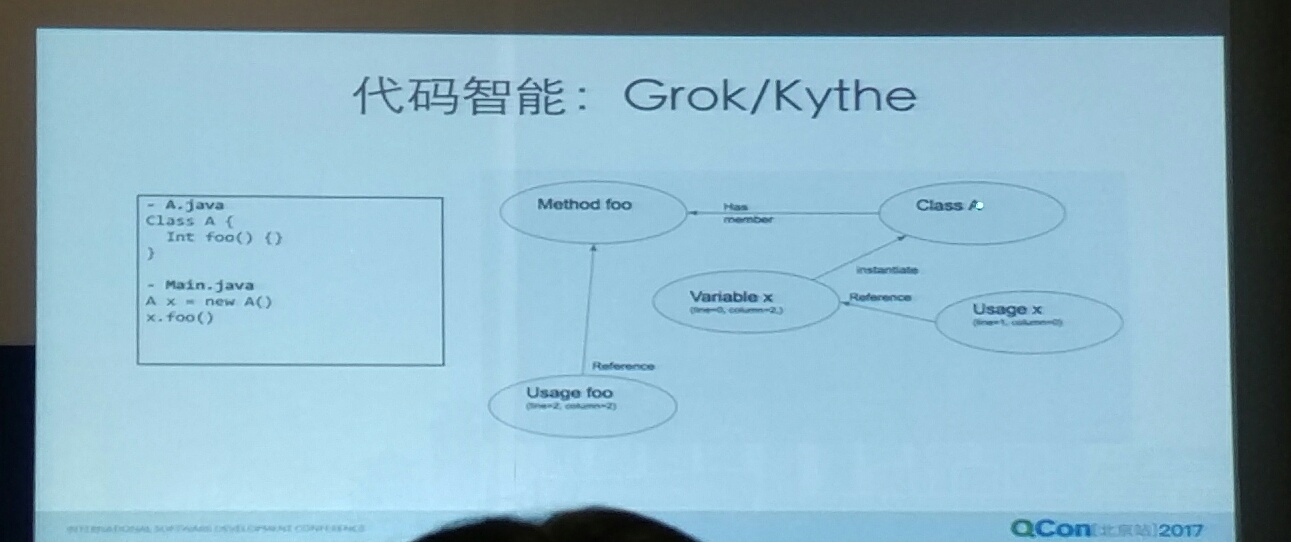 代码智能：Grok/Kythe
- A.java
Class A {
Int foo() {}
}
- Main.java
A x = new A()
x.foo()
Method foo
Has
member
Class A
instantiate
Variable x
(line=0, column=2,)
Reference
Usage x
(line=1, column=0)
Reference
Usage foo
(line=2, column=2)
INTERNATIONAL SOFTWARE DEVELOPMENT CONFERENCE
QCon[北京站]2017